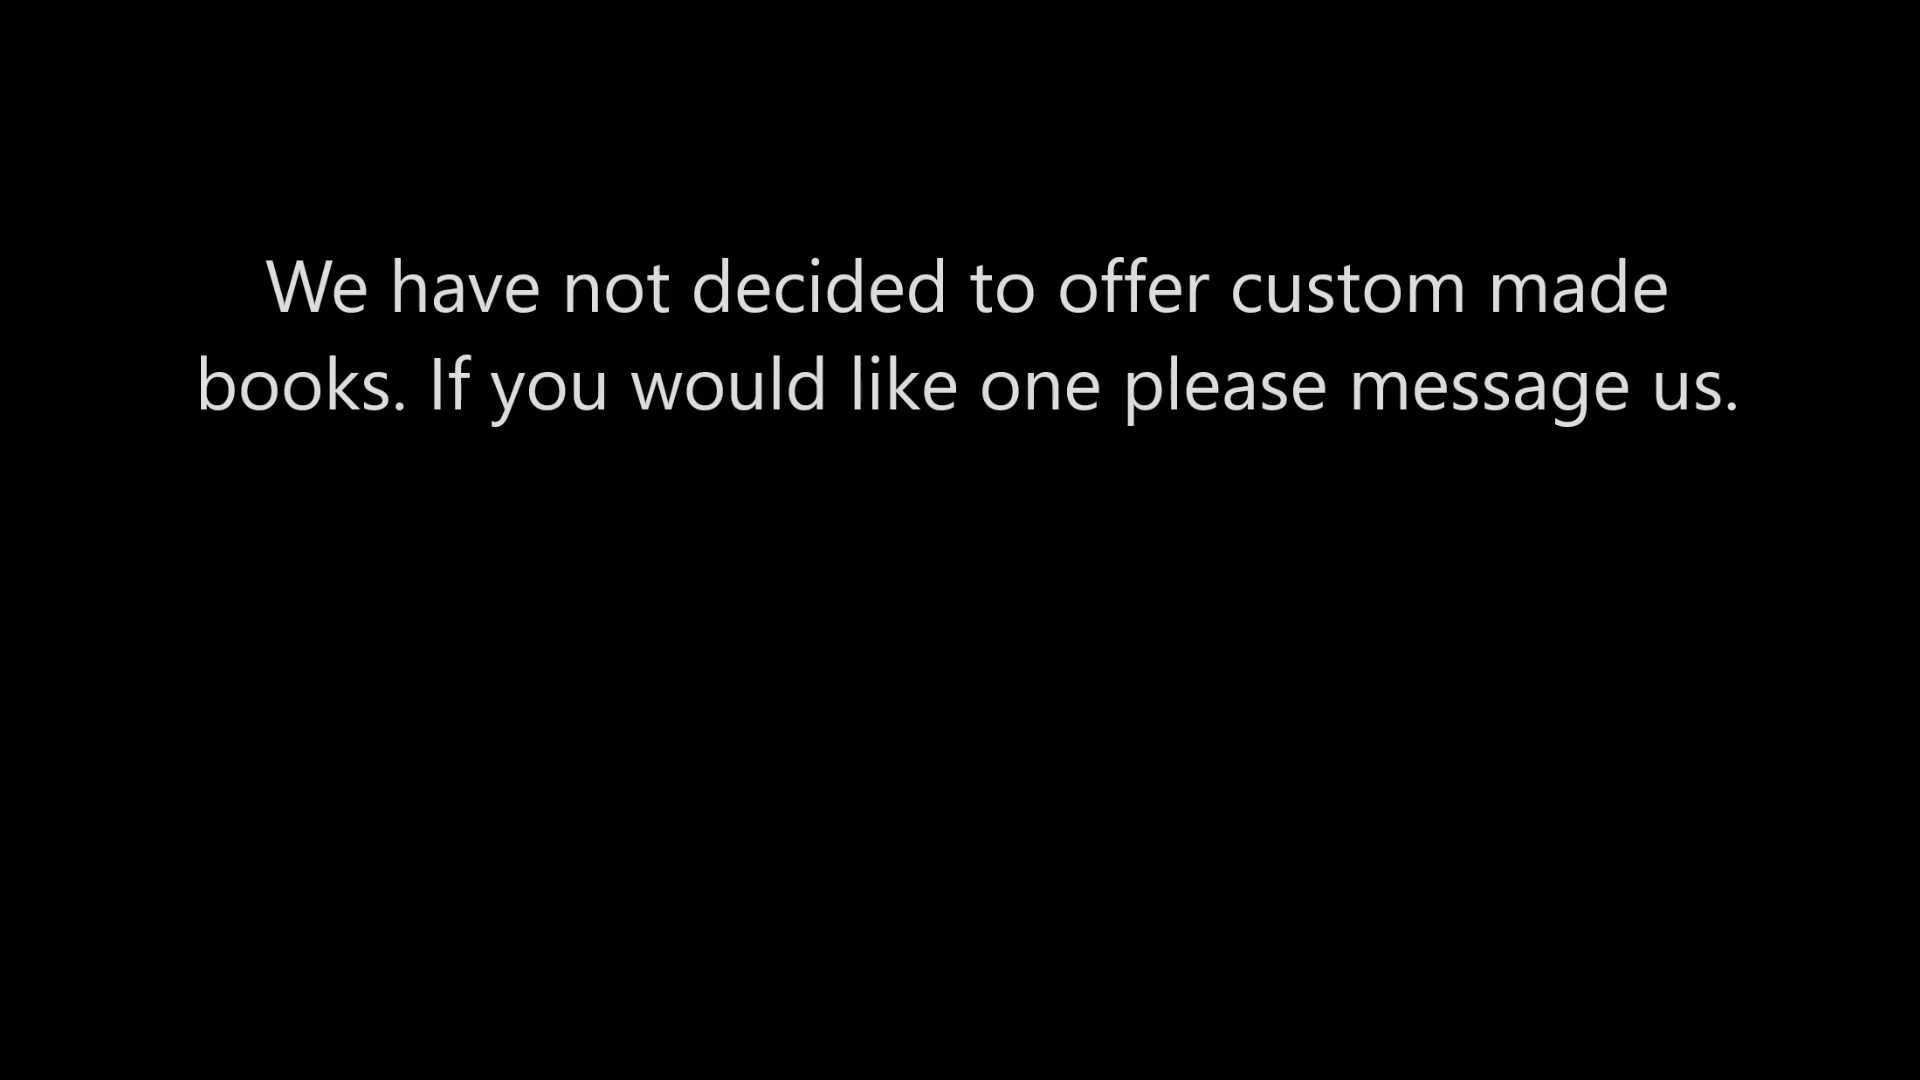 We have not decided to offer custom made
books. If you would like one please message us.